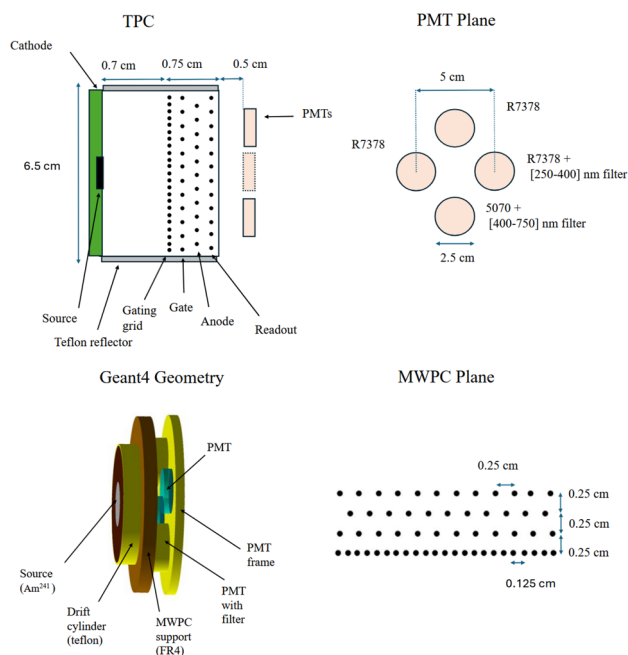 TPC
PMT Plane
Cathode
0.7 cm
0.75 cm
0.5 cm
PMTs
6.5 cm
Source
Teflon reflector
Gating
grid
Gate
Anode
Readout
5 cm
R7378
R7378
R7378 +
[250-400] nm filter
5070 +
[400-750] nm filter
2.5 cm
Geant4 Geometry
MWPC Plane
PMT
PMT
frame
PMT
with
filter
MWPC
support
(FR4)
Drift
cylinder
(teflon)
Source
(Am²⁴¹)
0.25 cm
0.25 cm
0.25 cm
0.25 cm
0.125 cm